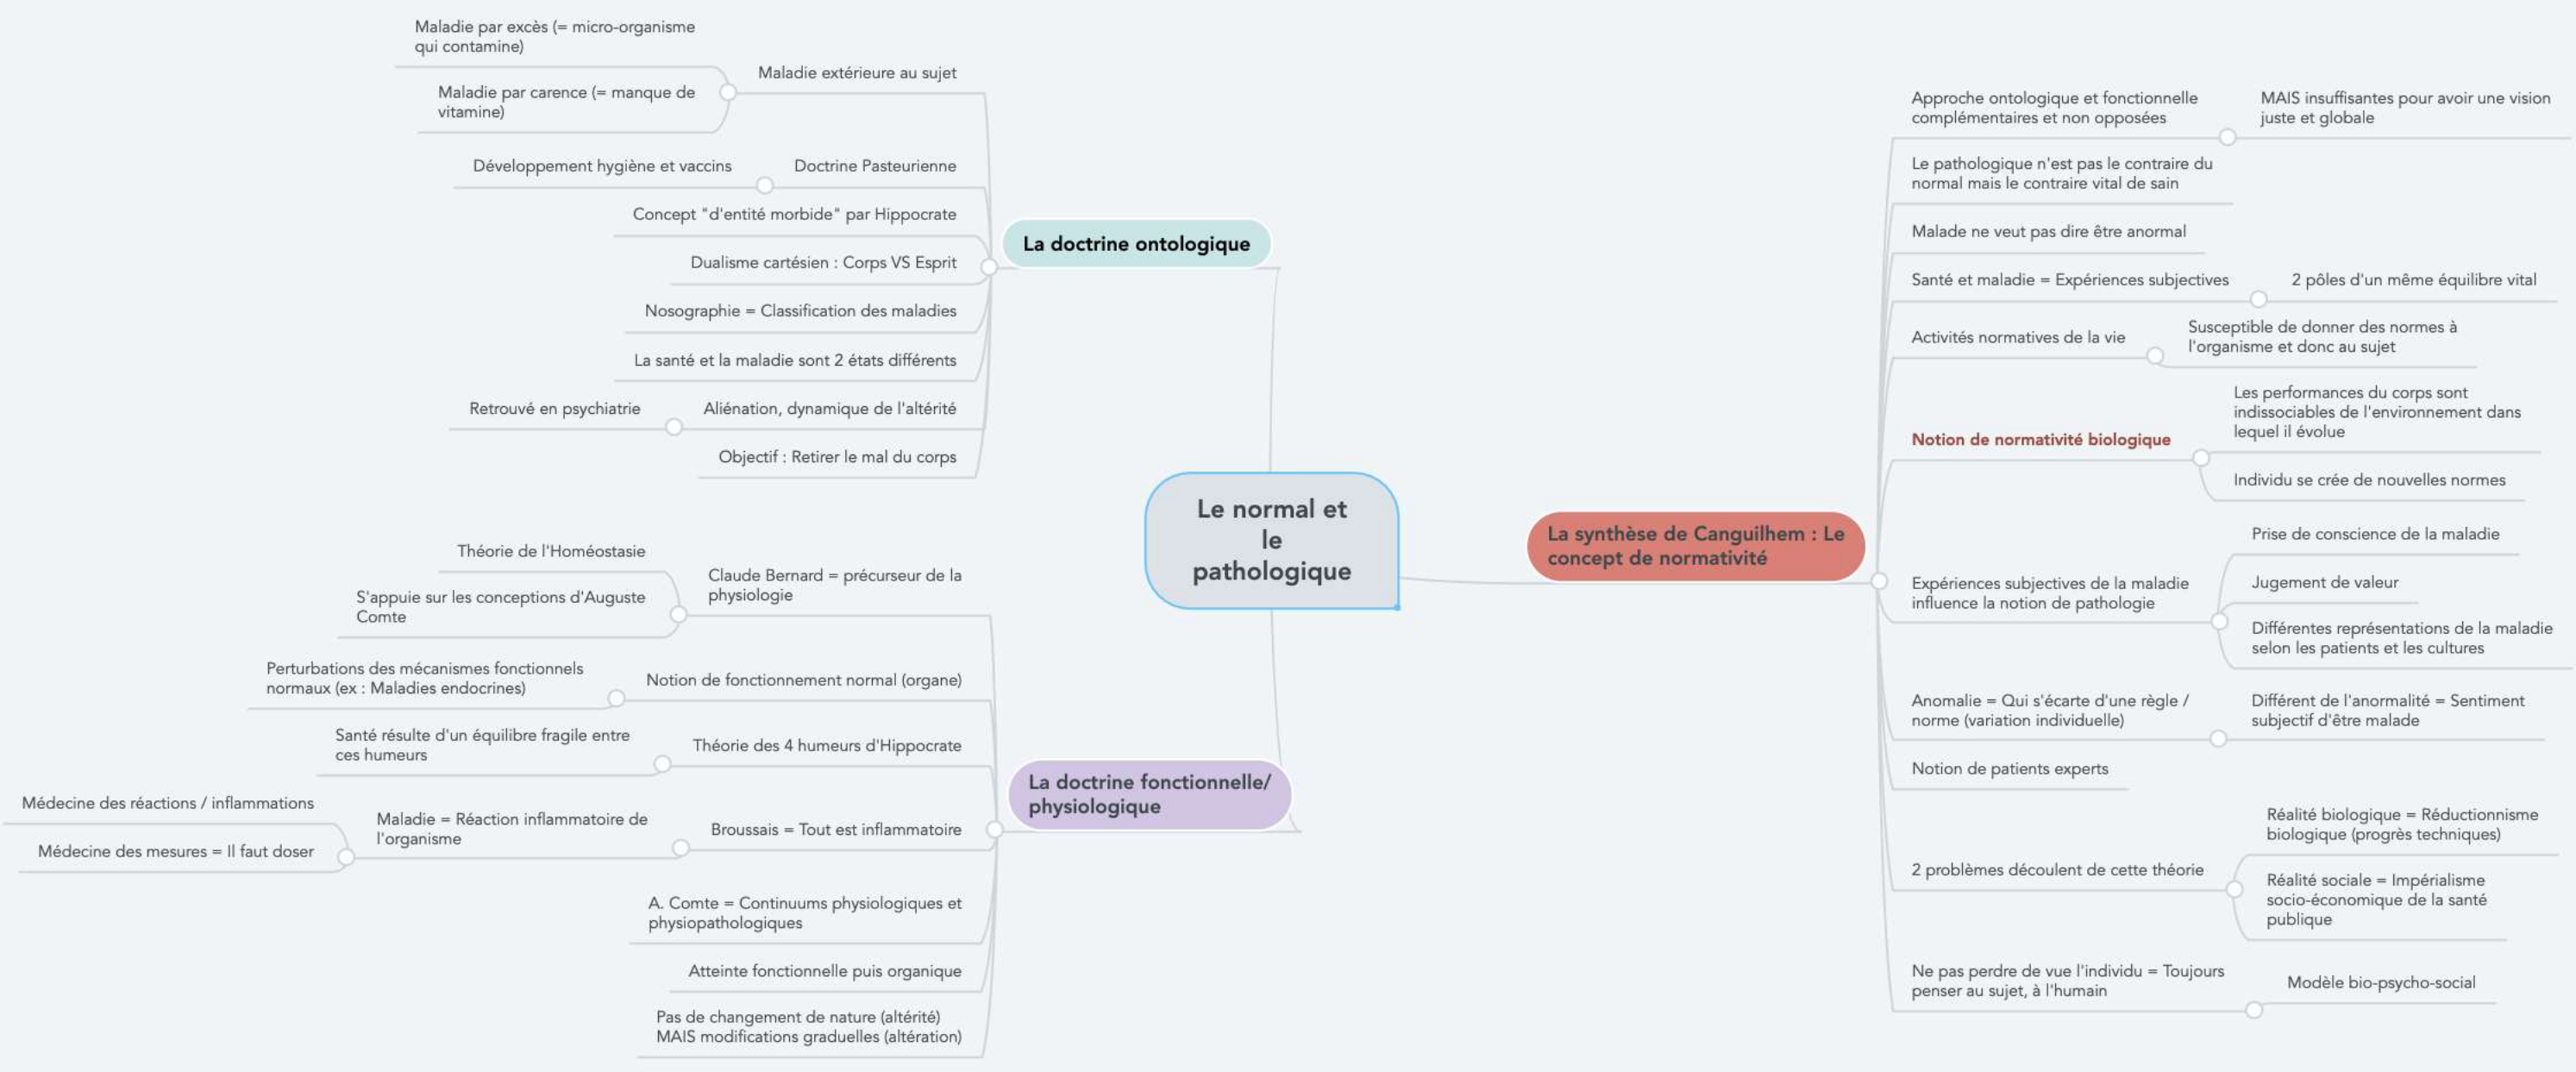 Le normal et
le
pathologique
La doctrine ontologique
Maladie extérieure au sujet
Maladie par excès (= micro-organisme
qui contamine)
Maladie par carence (= manque de
vitamine)
Doctrine Pasteurienne
Développement hygiène et vaccins
Concept "d'entité morbide" par Hippocrate
Dualisme cartésien : Corps VS Esprit
Nosographie = Classification des maladies
La santé et la maladie sont 2 états différents
Aliénation, dynamique de l'altérité
Retrouvé en psychiatrie
Objectif : Retirer le mal du corps
La doctrine fonctionnelle/
physiologique
Claude Bernard = précurseur de la
physiologie
Théorie de l'Homéostasie
S'appuie sur les conceptions d'Auguste
Comte
Notion de fonctionnement normal (organe)
Perturbations des mécanismes fonctionnels
normaux (ex : Maladies endocrines)
Théorie des 4 humeurs d'Hippocrate
Santé résulte d'un équilibre fragile entre
ces humeurs
Broussais = Tout est inflammatoire
Maladie = Réaction inflammatoire de
l'organisme
Médecine des réactions / inflammations
Médecine des mesures = Il faut doser
A. Comte = Continuums physiologiques et
physiopathologiques
Atteinte fonctionnelle puis organique
Pas de changement de nature (altérité)
MAIS modifications graduelles (altération)
La synthèse de Canguilhem : Le
concept de normativité
Approche ontologique et fonctionnelle
complémentaires et non opposées
MAIS insuffisantes pour avoir une vision
juste et globale
Le pathologique n'est pas le contraire du
normal mais le contraire vital de sain
Malade ne veut pas dire être anormal
Santé et maladie = Expériences subjectives
2 pôles d'un même équilibre vital
Activités normatives de la vie
Susceptible de donner des normes à
l'organisme et donc au sujet
Notion de normativité biologique
Les performances du corps sont
indissociables de l'environnement dans
lequel il évolue
Individu se crée de nouvelles normes
Expériences subjectives de la maladie
influence la notion de pathologie
Prise de conscience de la maladie
Jugement de valeur
Différentes représentations de la maladie
selon les patients et les cultures
Anomalie = Qui s'écarte d'une règle /
norme (variation individuelle)
Différent de l'anormalité = Sentiment
subjectif d'être malade
Notion de patients experts
2 problèmes découlent de cette théorie
Réalité biologique = Réductionnisme
biologique (progrès techniques)
Réalité sociale = Impérialisme
socio-économique de la santé
publique
Ne pas perdre de vue l'individu = Toujours
penser au sujet, à l'humain
Modèle bio-psycho-social